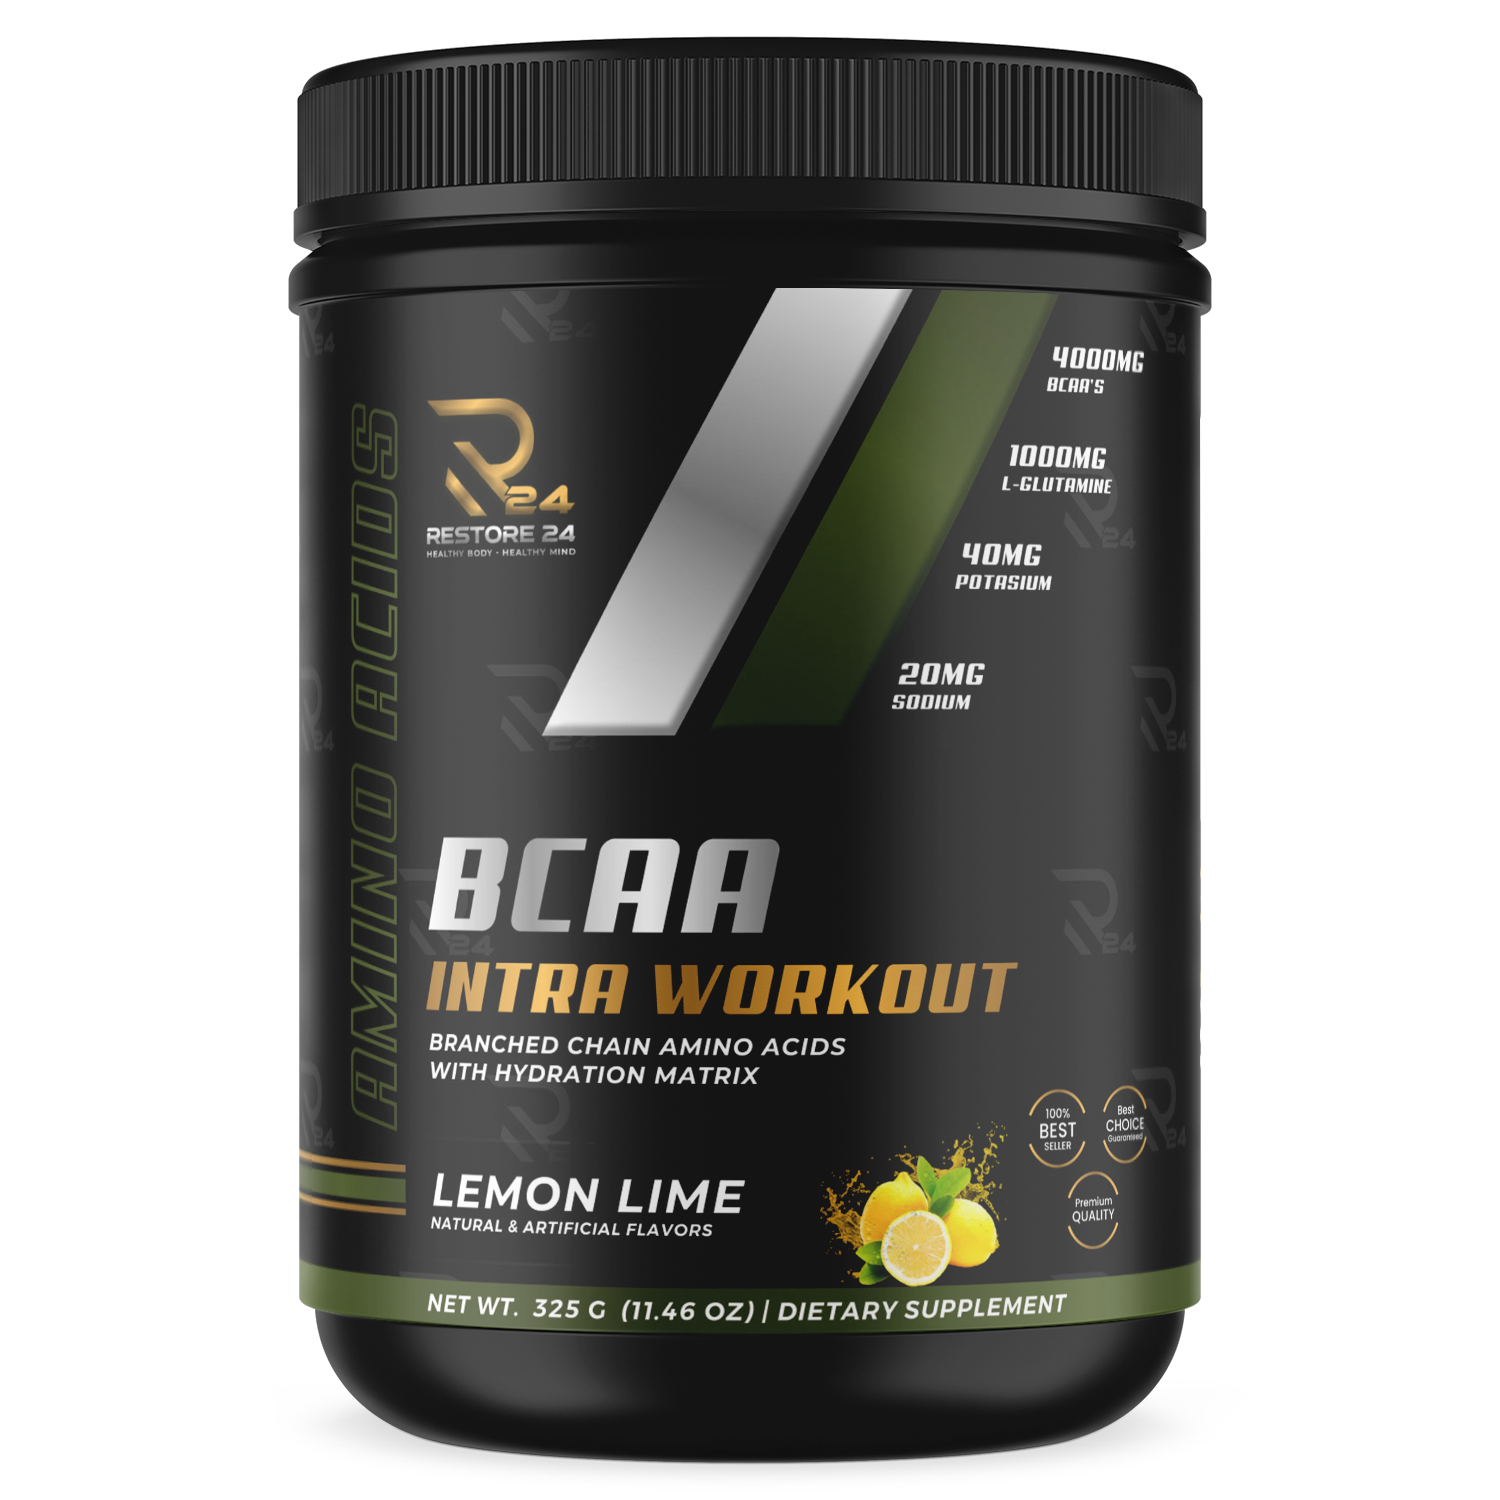 AMINO ACIDS
R24
RESTORE 24
HEALTHY BODY - HEALTHY MIND
4000MG
BCAA'S
1000MG
L-GLUTAMINE
40MG
POTASIUM
20MG
SODIUM
BCAA
INTRA WORKOUT
BRANCHED CHAIN AMINO ACIDS
WITH HYDRATION MATRIX
100%
BEST
SELLER
Best
CHOICE
Guaranteed
Premium
QUALITY
LEMON LIME
NATURAL & ARTIFICIAL FLAVORS
NET WT. 325 G (11.46 OZ) | DIETARY SUPPLEMENT